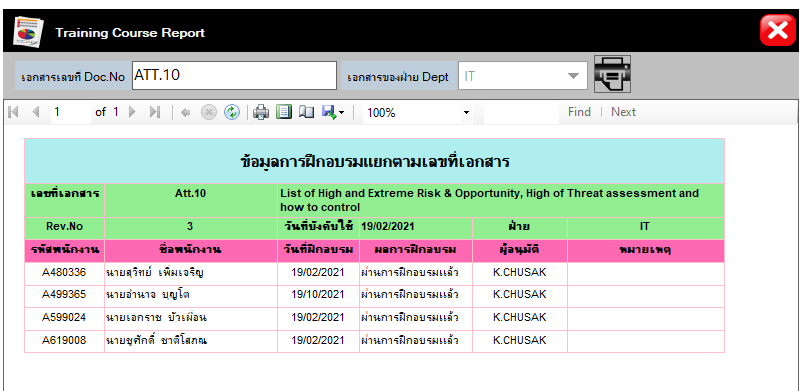 Training Course Report
เอกสารเลขที่ Doc.No ATT.10 เอกสารของฝ่าย Dept IT
1 of 1 100% Find | Next
ข้อมูลการฝึกอบรมแยกตามเลขที่เอกสาร
เลขที่เอกสาร Att.10 List of High and Extreme Risk & Opportunity, High of Threat assessment and
how to control
Rev.No 3 วันที่บังคับใช้ 19/02/2021 ฝ่าย IT
รหัสพนักงาน ชื่อพนักงาน วันที่ฝึกอบรม ผลการฝึกอบรม ผู้อนุมัติ หมายเหตุ
A480336 นายสุวิทย์ เพิ่มเจริญ 19/02/2021 ผ่านการฝึกอบรมแล้ว K.CHUSAK
A499365 นายอำนาจ บุญโต 19/10/2021 ผ่านการฝึกอบรมแล้ว K.CHUSAK
A599024 นายเอกราช บัวเผื่อน 19/02/2021 ผ่านการฝึกอบรมแล้ว K.CHUSAK
A619008 นายชูศักดิ์ ชาติโสภณ 19/02/2021 ผ่านการฝึกอบรมแล้ว K.CHUSAK